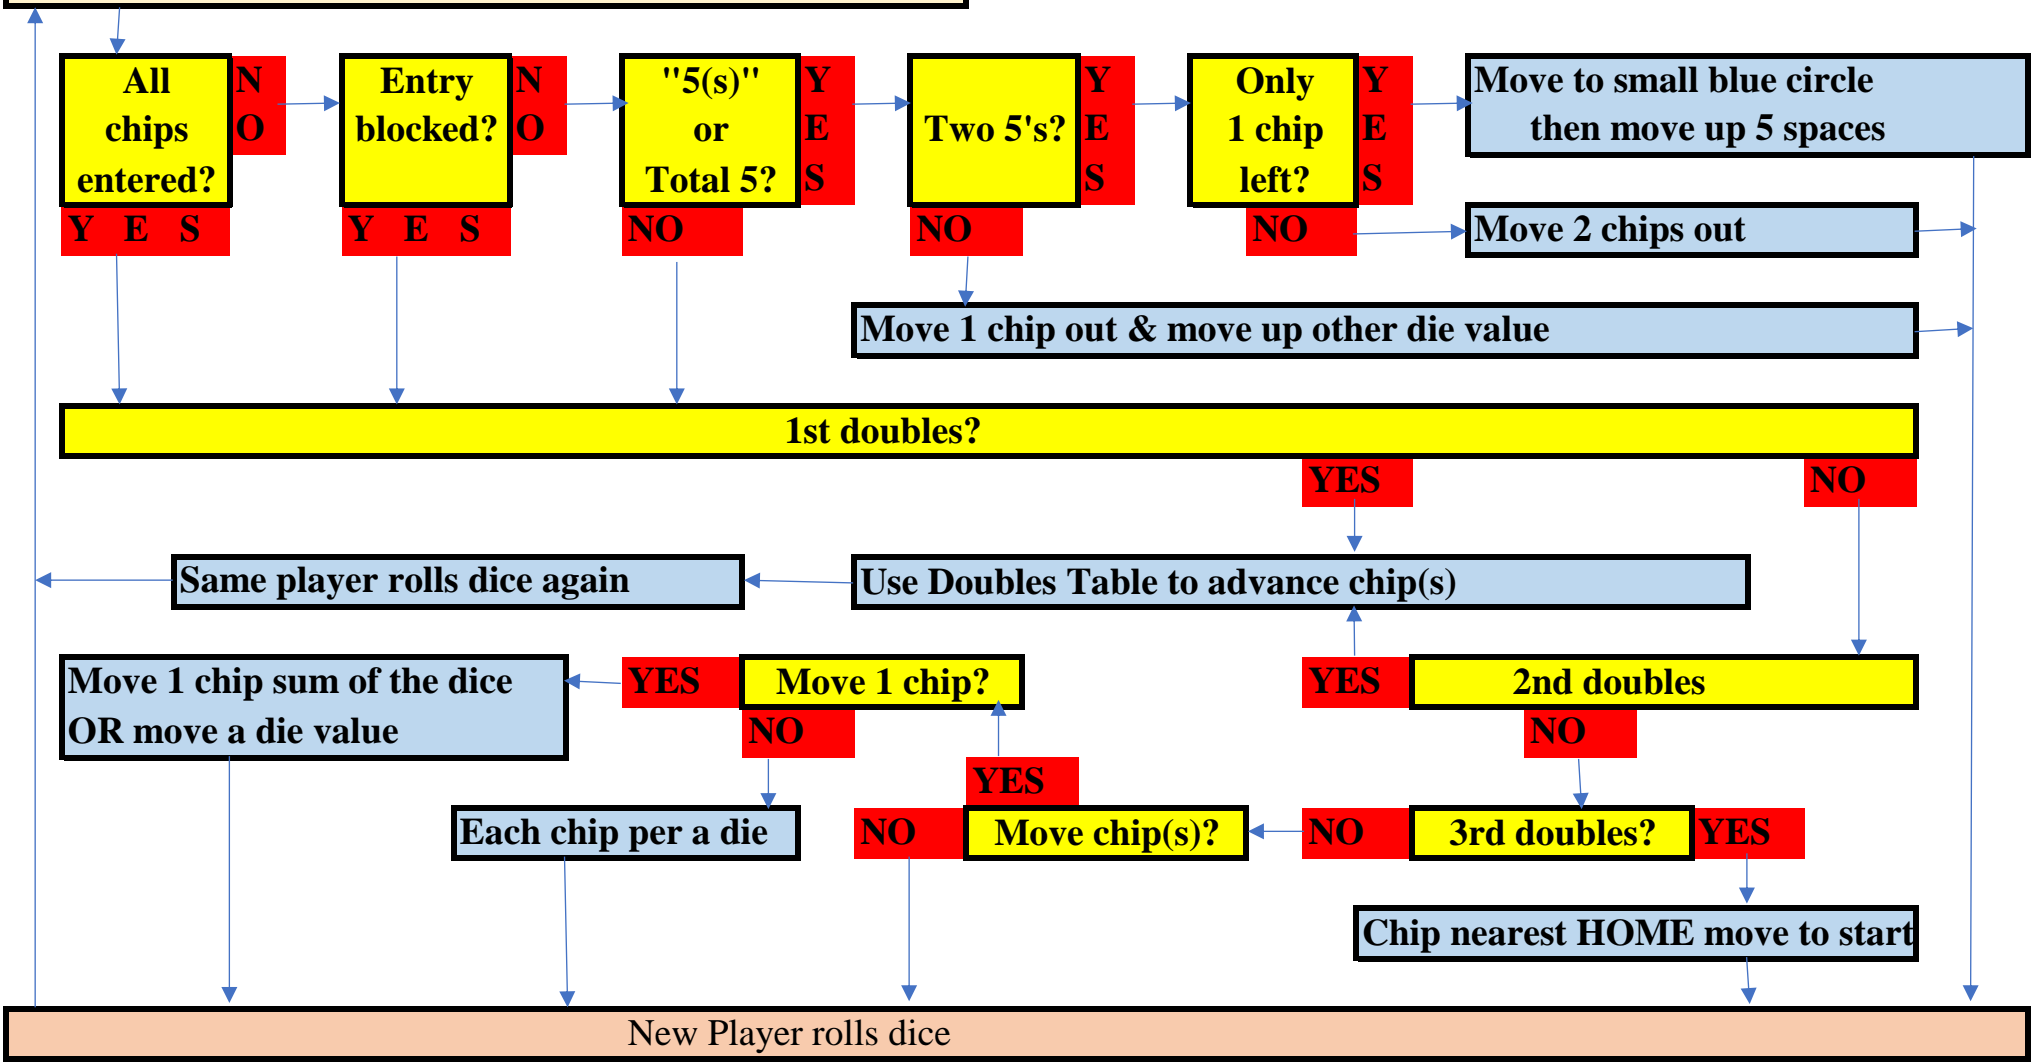 All
chips
entered?
N
O
Y E S
Entry
blocked?
N
O
Y E S
"5(s)"
or
Total 5?
Y
E
S
NO
Two 5's?
Y
E
S
NO
Only
1 chip
left?
Y
E
S
NO
Move to small blue circle
then move up 5 spaces
Move 2 chips out
Move 1 chip out & move up other die value
1st doubles?
YES
NO
Same player rolls dice again
Use Doubles Table to advance chip(s)
Move 1 chip sum of the dice
OR move a die value
YES
Move 1 chip?
NO
YES
2nd doubles
NO
YES
Each chip per a die
NO
Move chip(s)?
NO
3rd doubles?
YES
Chip nearest HOME move to start
New Player rolls dice